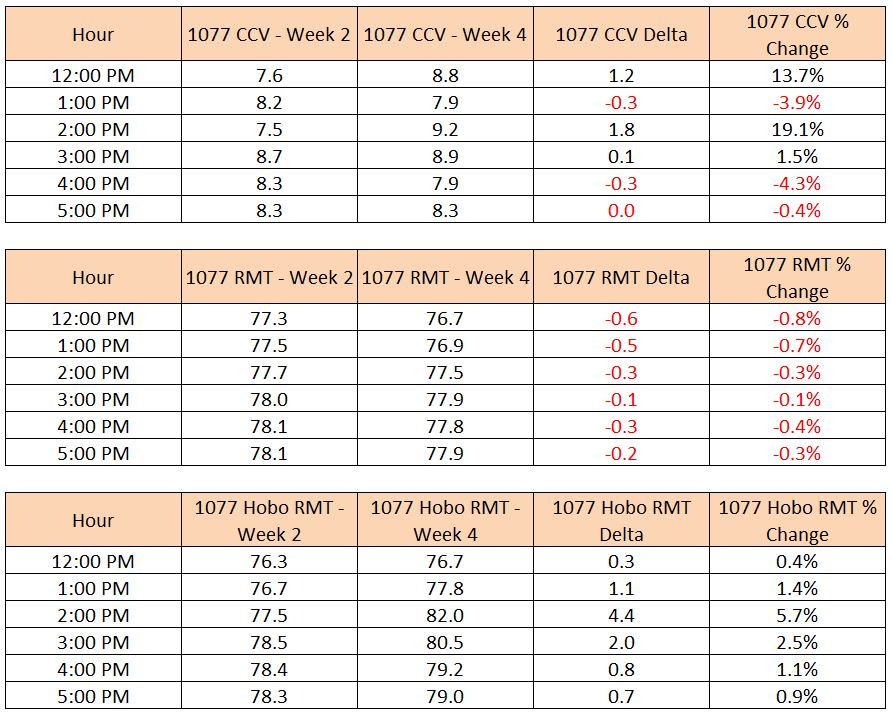 Hour 1077 CCV - Week 2 1077 CCV - Week 4 1077 CCV Delta 1077 CCV %
Change
12:00 PM 7.6 8.8 1.2 13.7%
1:00 PM 8.2 7.9 -0.3 -3.9%
2:00 PM 7.5 9.2 1.8 19.1%
3:00 PM 8.7 8.9 0.1 1.5%
4:00 PM 8.3 7.9 -0.3 -4.3%
5:00 PM 8.3 8.3 0.0 -0.4%
Hour 1077 RMT - Week 2 1077 RMT - Week 4 1077 RMT Delta 1077 RMT %
Change
12:00 PM 77.3 76.7 -0.6 -0.8%
1:00 PM 77.5 76.9 -0.5 -0.7%
2:00 PM 77.7 77.5 -0.3 -0.3%
3:00 PM 78.0 77.9 -0.1 -0.1%
4:00 PM 78.1 77.8 -0.3 -0.4%
5:00 PM 78.1 77.9 -0.2 -0.3%
Hour 1077 Hobo RMT - 1077 Hobo RMT - 1077 Hobo RMT 1077 Hobo RMT %
Week 2 Week 4 Delta Change
12:00 PM 76.3 76.7 0.3 0.4%
1:00 PM 76.7 77.8 1.1 1.4%
2:00 PM 77.5 82.0 4.4 5.7%
3:00 PM 78.5 80.5 2.0 2.5%
4:00 PM 78.4 79.2 0.8 1.1%
5:00 PM 78.3 79.0 0.7 0.9%